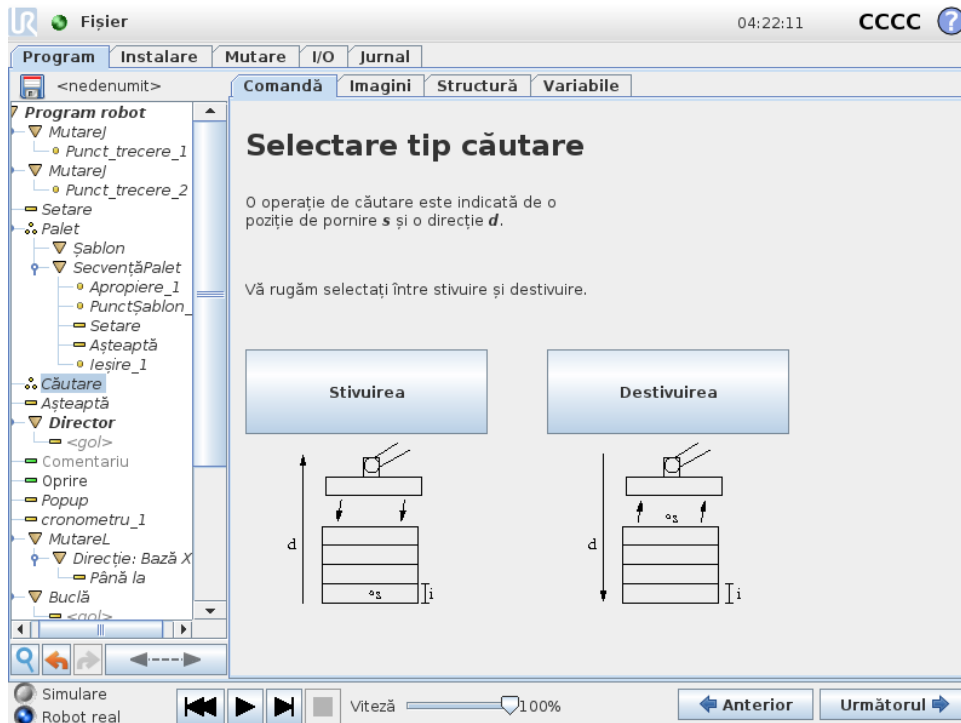 UR Fișier 04:22:11 CCCC ?
Program Instalare Mutare I/O Jurnal
<nedenumit>
Comandă Imagini Structură Variabile
Program robot
MutareJ
Punct_trecere_1
MutareJ
Punct_trecere_2
Setare
Palet
Șablon
SecvențăPalet
Apropiere_1
PunctȘablon_
Setare
Așteaptă
Ieșire_1
Căutare
Așteaptă
Director
<gol>
Comentariu
Oprire
Popup
cronometru_1
MutareL
Direcție: Bază X
Până la
Buclă
<gol>
Selectare tip căutare
O operație de căutare este indicată de o
poziție de pornire s și o direcție d.
Vă rugăm selectați între stivuire și destivuire.
Stivuirea
Destivuirea
d
s
i
d
s
i
Simulare
Robot real
Viteză 100%
Anterior
Următorul